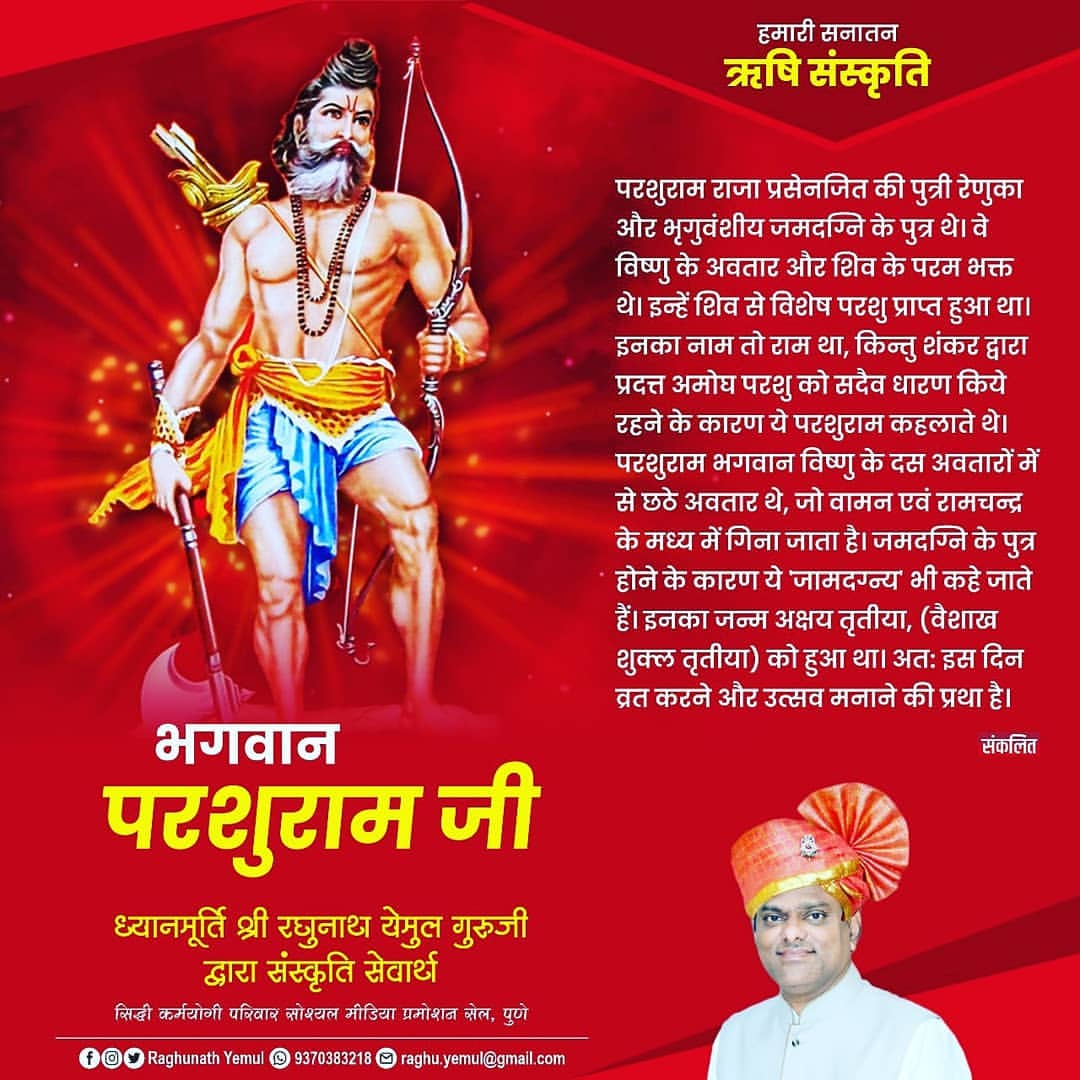 हमारी सनातन
ऋषि संस्कृति
परशुराम राजा प्रसेनजित की पुत्री रेणुका
और भृगुवंशीय जमदग्नि के पुत्र थे। वे
विष्णु के अवतार और शिव के परम भक्त
थे। इन्हें शिव से विशेष परशु प्राप्त हुआ था।
इनका नाम तो राम था, किन्तु शंकर द्वारा
प्रदत्त अमोघ परशु को सदैव धारण किये
रहने के कारण ये परशुराम कहलाते थे।
परशुराम भगवान विष्णु के दस अवतारों में
से छठे अवतार थे, जो वामन एवं रामचन्द्र
के मध्य में गिना जाता है। जमदग्नि के पुत्र
होने के कारण ये 'जामदग्न्य' भी कहे जाते
हैं। इनका जन्म अक्षय तृतीया, (वैशाख
शुक्ल तृतीया) को हुआ था। अत: इस दिन
व्रत करने और उत्सव मनाने की प्रथा है।
संकलित
भगवान
परशुराम जी
ध्यानमूर्ति श्री रघुनाथ येमुल गुरुजी
द्वारा संस्कृति सेवार्थ
सिद्धी कर्मयोगी परिवार सोश्यल मीडिया प्रमोशन सेल, पुणे
Raghunath Yemul 9370383218 raghu.yemul@gmail.com